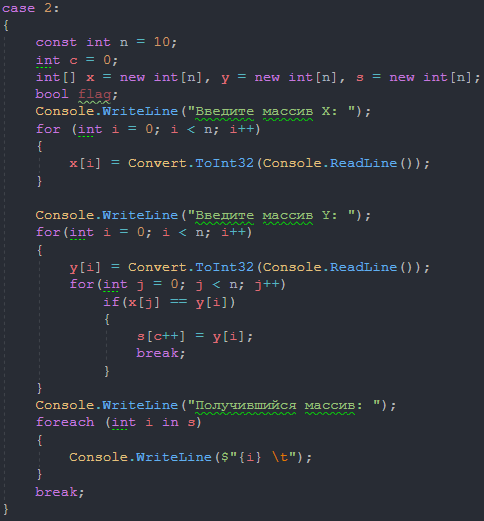 case 2:
{
const int n = 10;
int c = 0;
int[] x = new int[n], y = new int[n], s = new int[n];
bool flag;
Console.WriteLine("Введите массив X: ");
for (int i = 0; i < n; i++)
{
x[i] = Convert.ToInt32(Console.ReadLine());
}
Console.WriteLine("Введите массив Y: ");
for(int i = 0; i < n; i++)
{
y[i] = Convert.ToInt32(Console.ReadLine());
for(int j = 0; j < n; j++)
if(x[j] == y[i])
{
s[c++] = y[i];
break;
}
}
Console.WriteLine("Получившийся массив: ");
foreach (int i in s)
{
Console.WriteLine($"{i} \t");
}
break;
}